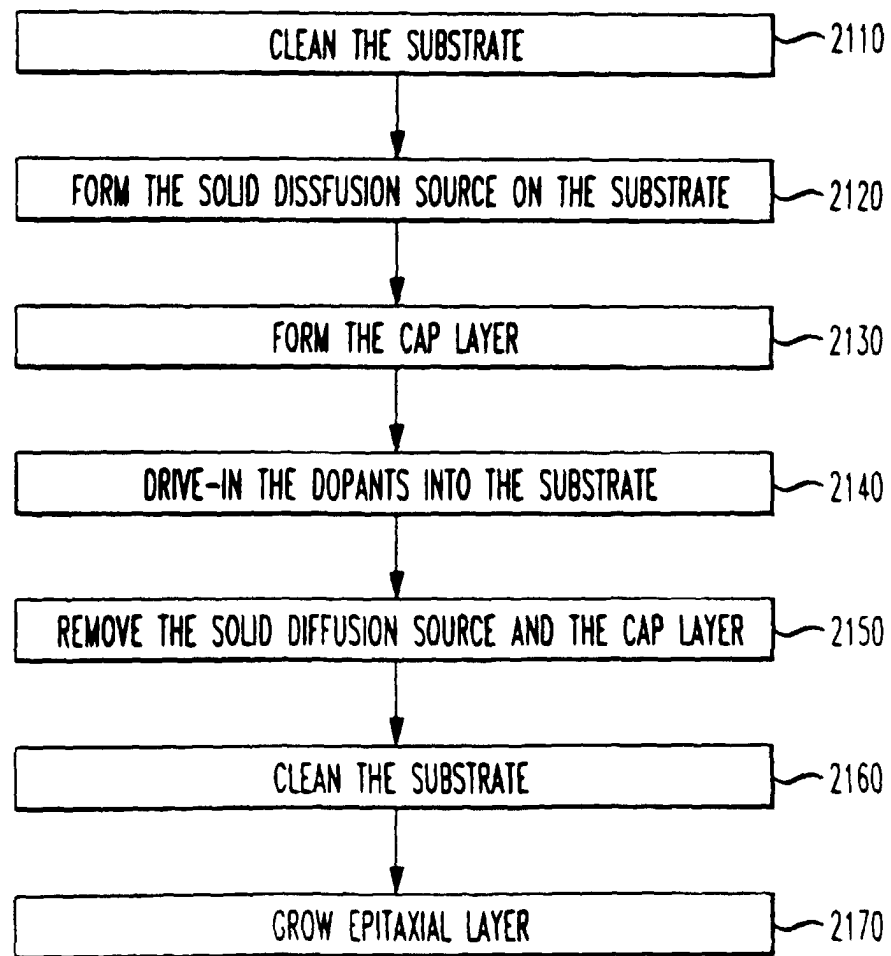 CLEAN THE SUBSTRATE 2110
FORM THE SOLID DISSFUSION SOURCE ON THE SUBSTRATE 2120
FORM THE CAP LAYER 2130
DRIVE-IN THE DOPANTS INTO THE SUBSTRATE 2140
REMOVE THE SOLID DIFFUSION SOURCE AND THE CAP LAYER 2150
CLEAN THE SUBSTRATE 2160
GROW EPITAXIAL LAYER 2170